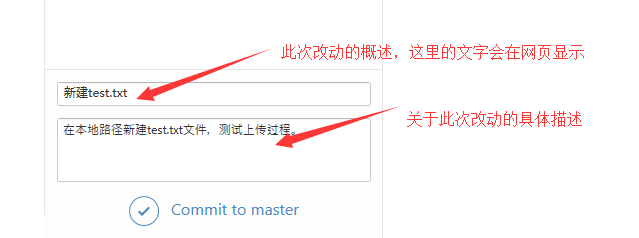 此次改动的概述，这里的文字会在网页显示
新建test.txt
关于此次改动的具体描述
在本地路径新建test.txt文件，测试上传过程。
Commit to master